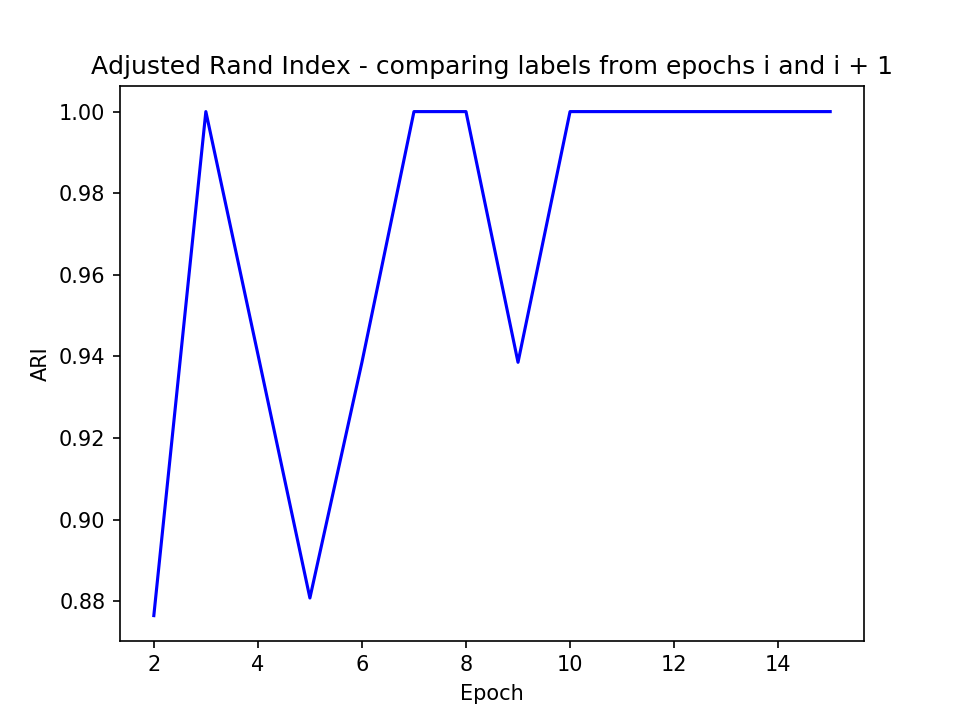 Adjusted Rand Index - comparing labels from epochs i and i + 1
1.00
0.98
0.96
0.94
0.92
0.90
0.88
ARI
2 4 6 8 10 12 14
Epoch